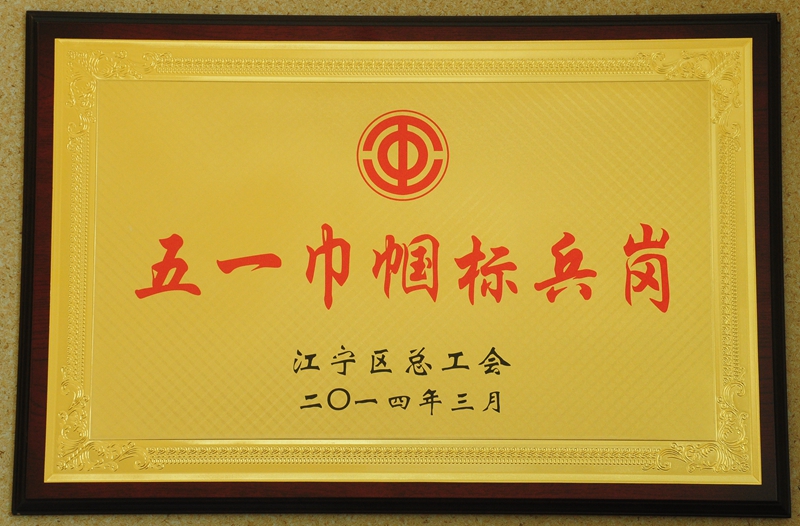 五一巾帼标兵岗
江宁区总工会
二〇一四年三月